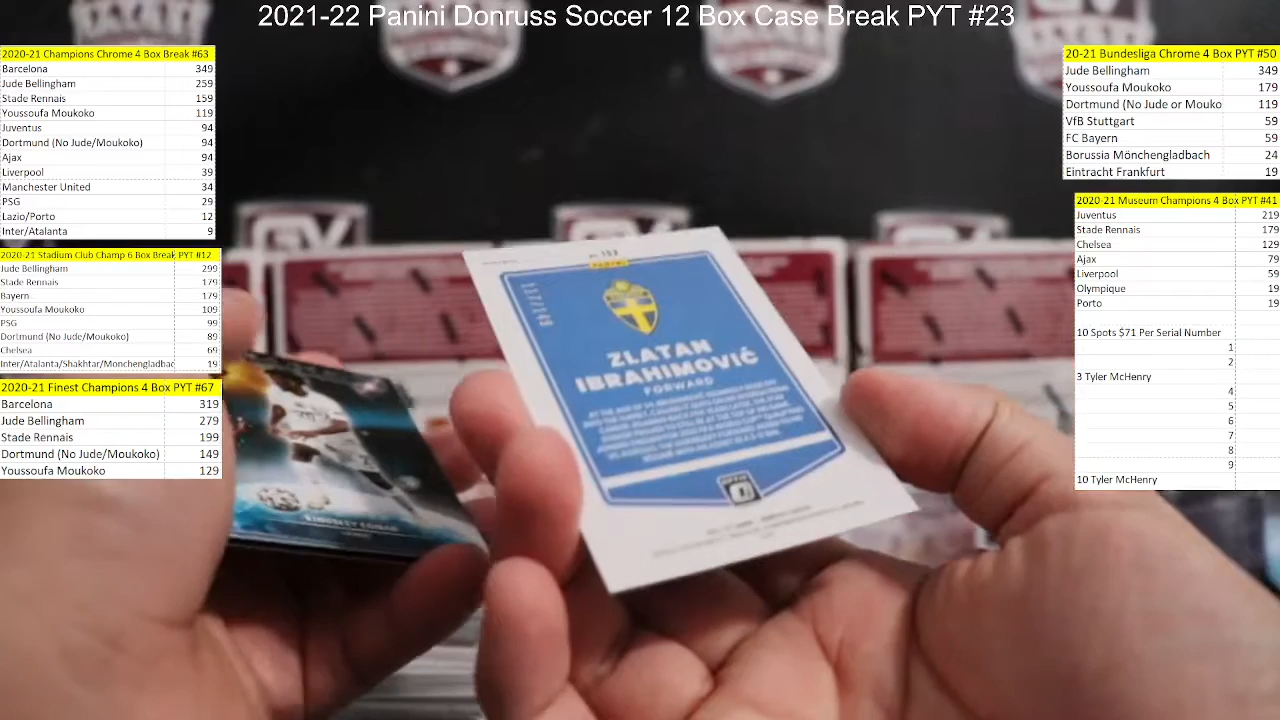 2021-22 Panini Donruss Soccer 12 Box Case Break PYT #23
2020-21 Champions Chrome 4 Box Break #63
Barcelona 349
Jude Bellingham 259
Stade Rennais 159
Youssoufa Moukoko 119
Juventus 94
Dortmund (No Jude/Moukoko) 94
Ajax 94
Liverpool 39
Manchester United 34
PSG 29
Lazio/Porto 12
Inter/Atalanta 9
2020-21 Stadium Club Champ 6 Box Break PYT #12
Jude Bellingham 299
Stade Rennais 179
Bayern 179
Youssoufa Moukoko 109
PSG 99
Dortmund (No Jude/Moukoko) 89
Chelsea 69
Inter/Atalanta/Shakhtar/Monchengladbac 19
2020-21 Finest Champions 4 Box PYT #67
Barcelona 319
Jude Bellingham 279
Stade Rennais 199
Dortmund (No Jude/Moukoko) 149
Youssoufa Moukoko 129
20-21 Bundesliga Chrome 4 Box PYT #50
Jude Bellingham 349
Youssoufa Moukoko 179
Dortmund (No Jude or Mouko 119
VfB Stuttgart 59
FC Bayern 59
Borussia Mönchengladbach 24
Eintracht Frankfurt 19
2020-21 Museum Champions 4 Box PYT #41
Juventus 219
Stade Rennais 179
Chelsea 129
Ajax 79
Liverpool 59
Olympique 19
Porto 19
10 Spots $71 Per Serial Number
1
2
3 Tyler McHenry
4
5
6
7
8
9
10 Tyler McHenry
PANINI
117/149
ZLATAN
IBRAHIMOVIĆ
FORWARD